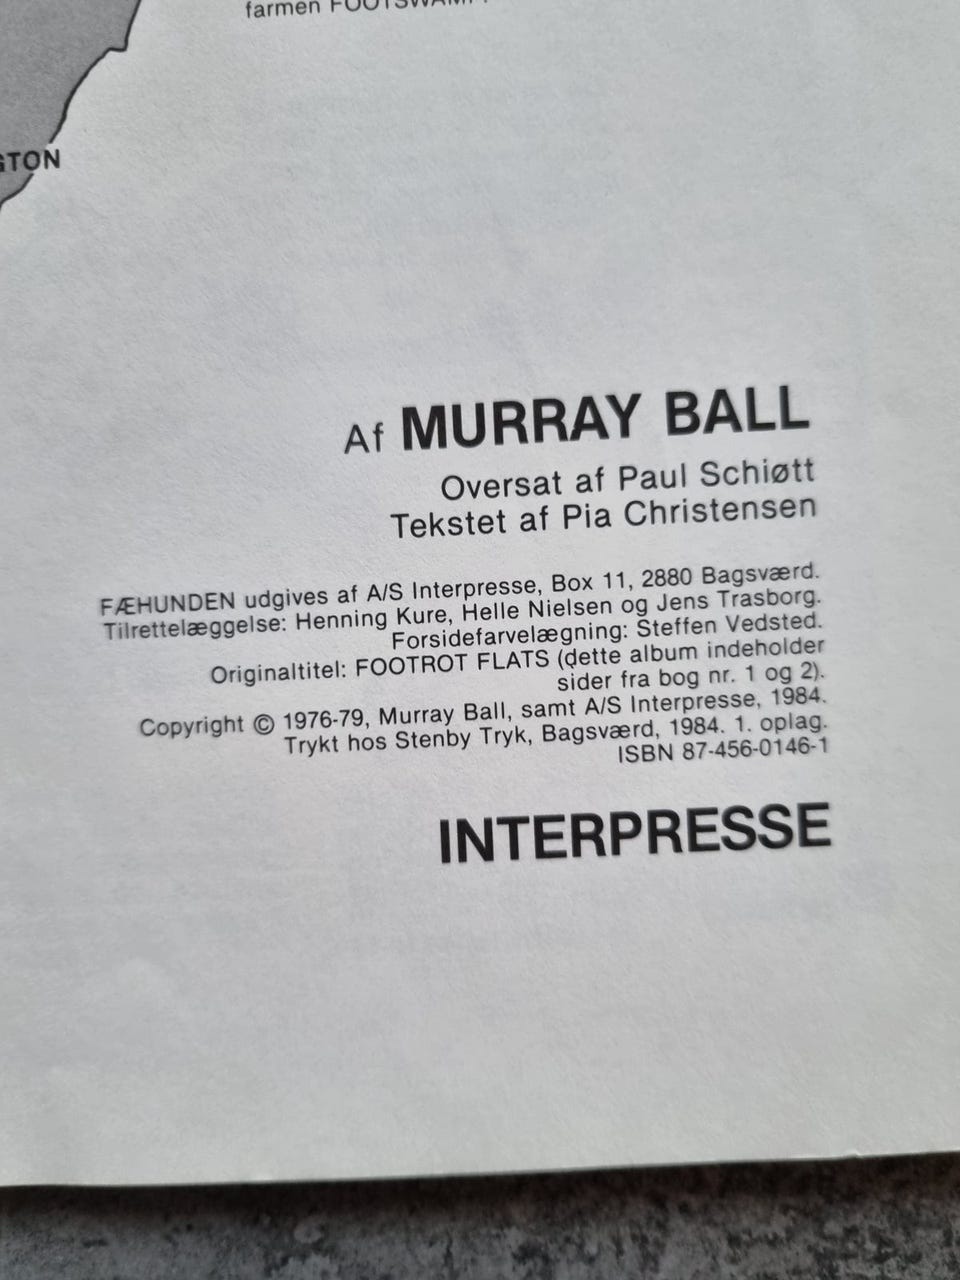 farmen
GTON
Af MURRAY BALL
Oversat af Paul Schiøtt
Tekstet af Pia Christensen
FÆHUNDEN udgives af A/S Interpresse, Box 11, 2880 Bagsværd.
Tilrettelæggelse: Henning Kure, Helle Nielsen og Jens Trasborg.
Forsidefarvelægning: Steffen Vedsted.
Originaltitel: FOOTROT FLATS (dette album indeholder
sider fra bog nr. 1 og 2).
Copyright © 1976-79, Murray Ball, samt A/S Interpresse, 1984.
Trykt hos Stenby Tryk, Bagsværd, 1984. 1. oplag.
ISBN 87-456-0146-1
INTERPRESSE